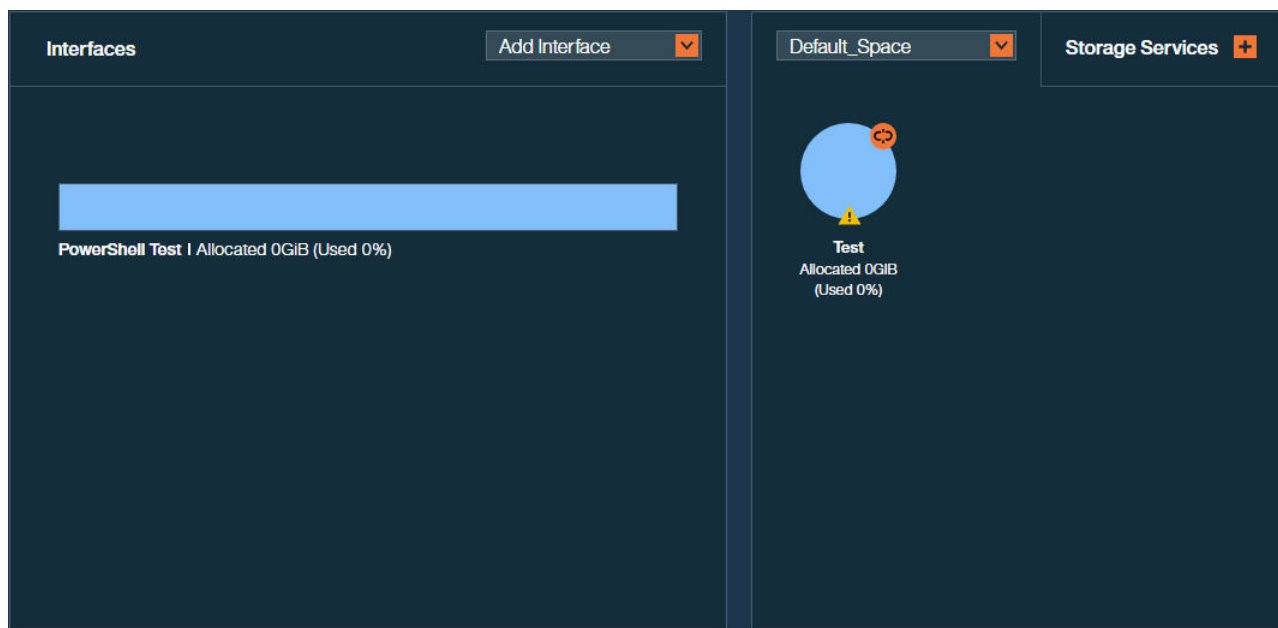 Interfaces
Add Interface
PowerShell Test | Allocated 0GiB (Used 0%)
Default_Space
Storage Services
Test
Allocated 0GIB
(Used 0%)